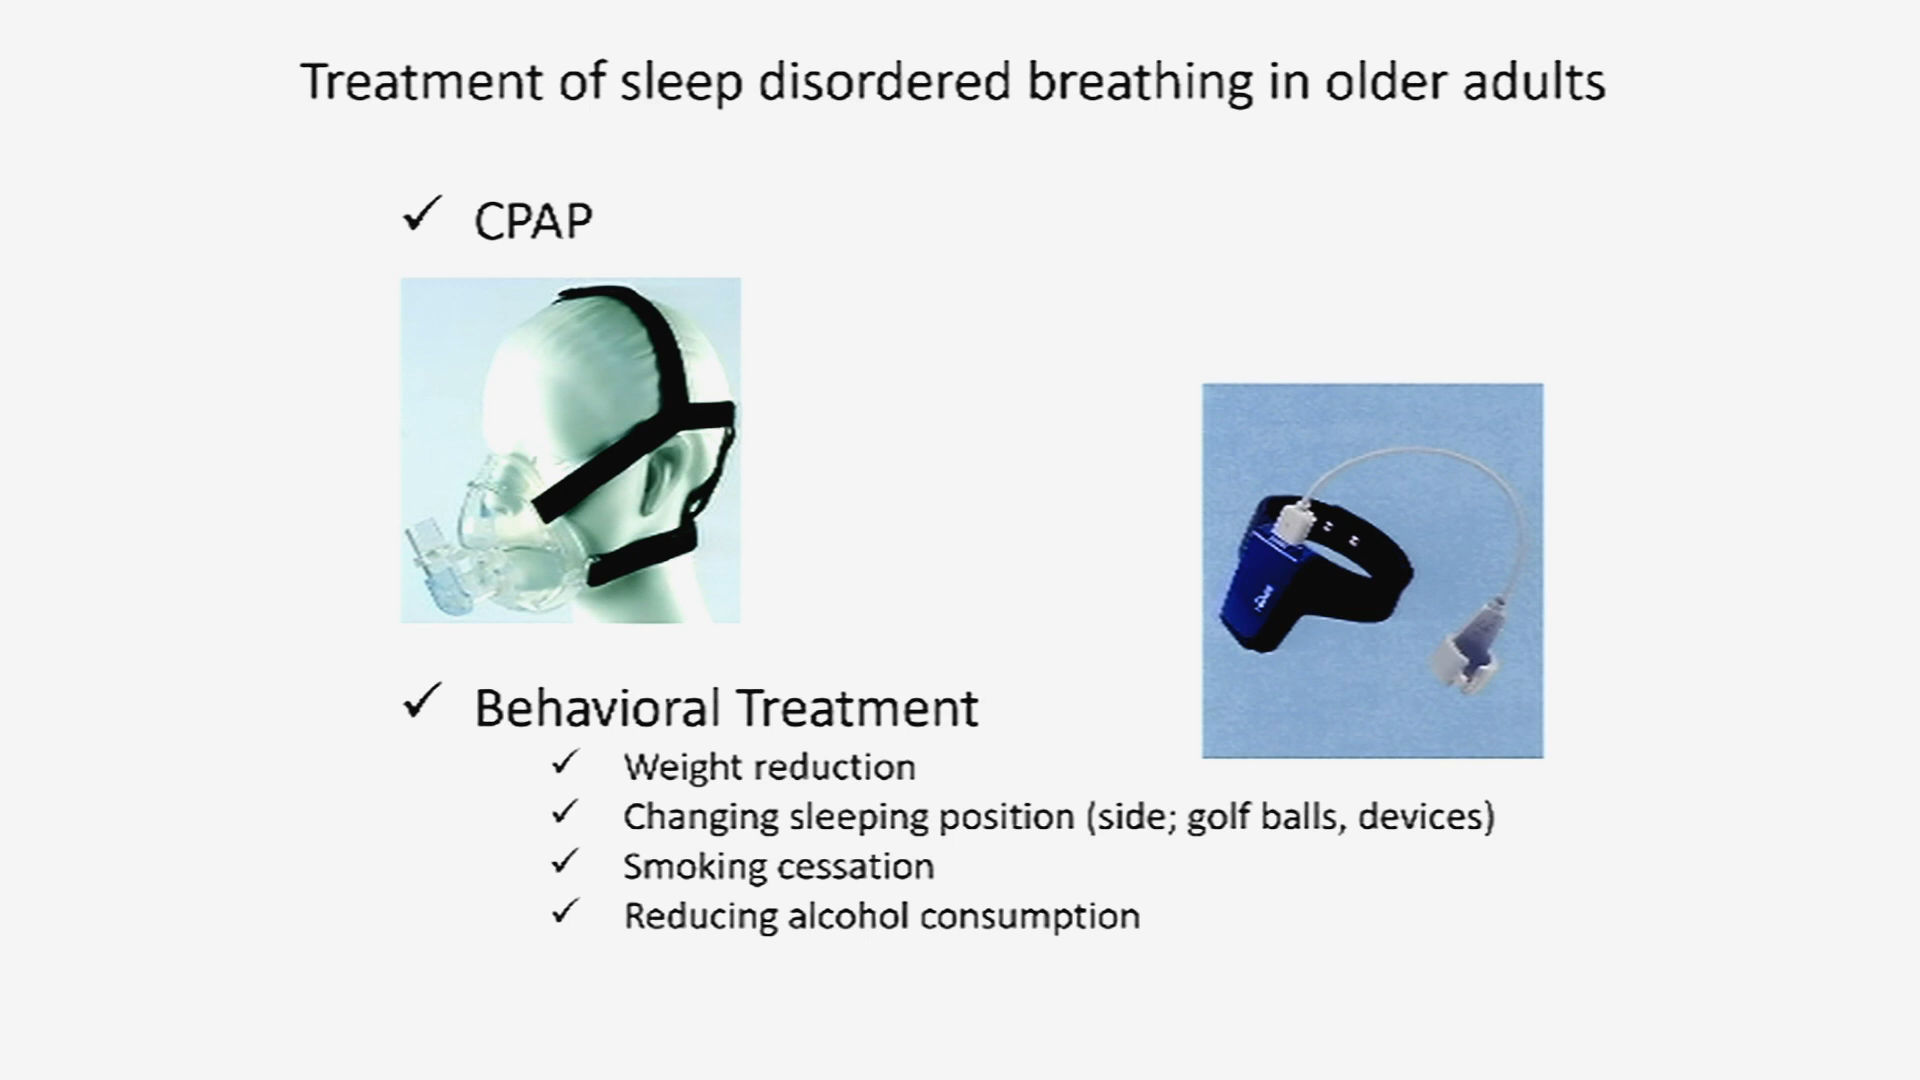 Treatment of sleep disordered breathing in older adults
✓ CPAP
✓ Behavioral Treatment
✓ Weight reduction
✓ Changing sleeping position (side; golf balls, devices)
✓ Smoking cessation
✓ Reducing alcohol consumption